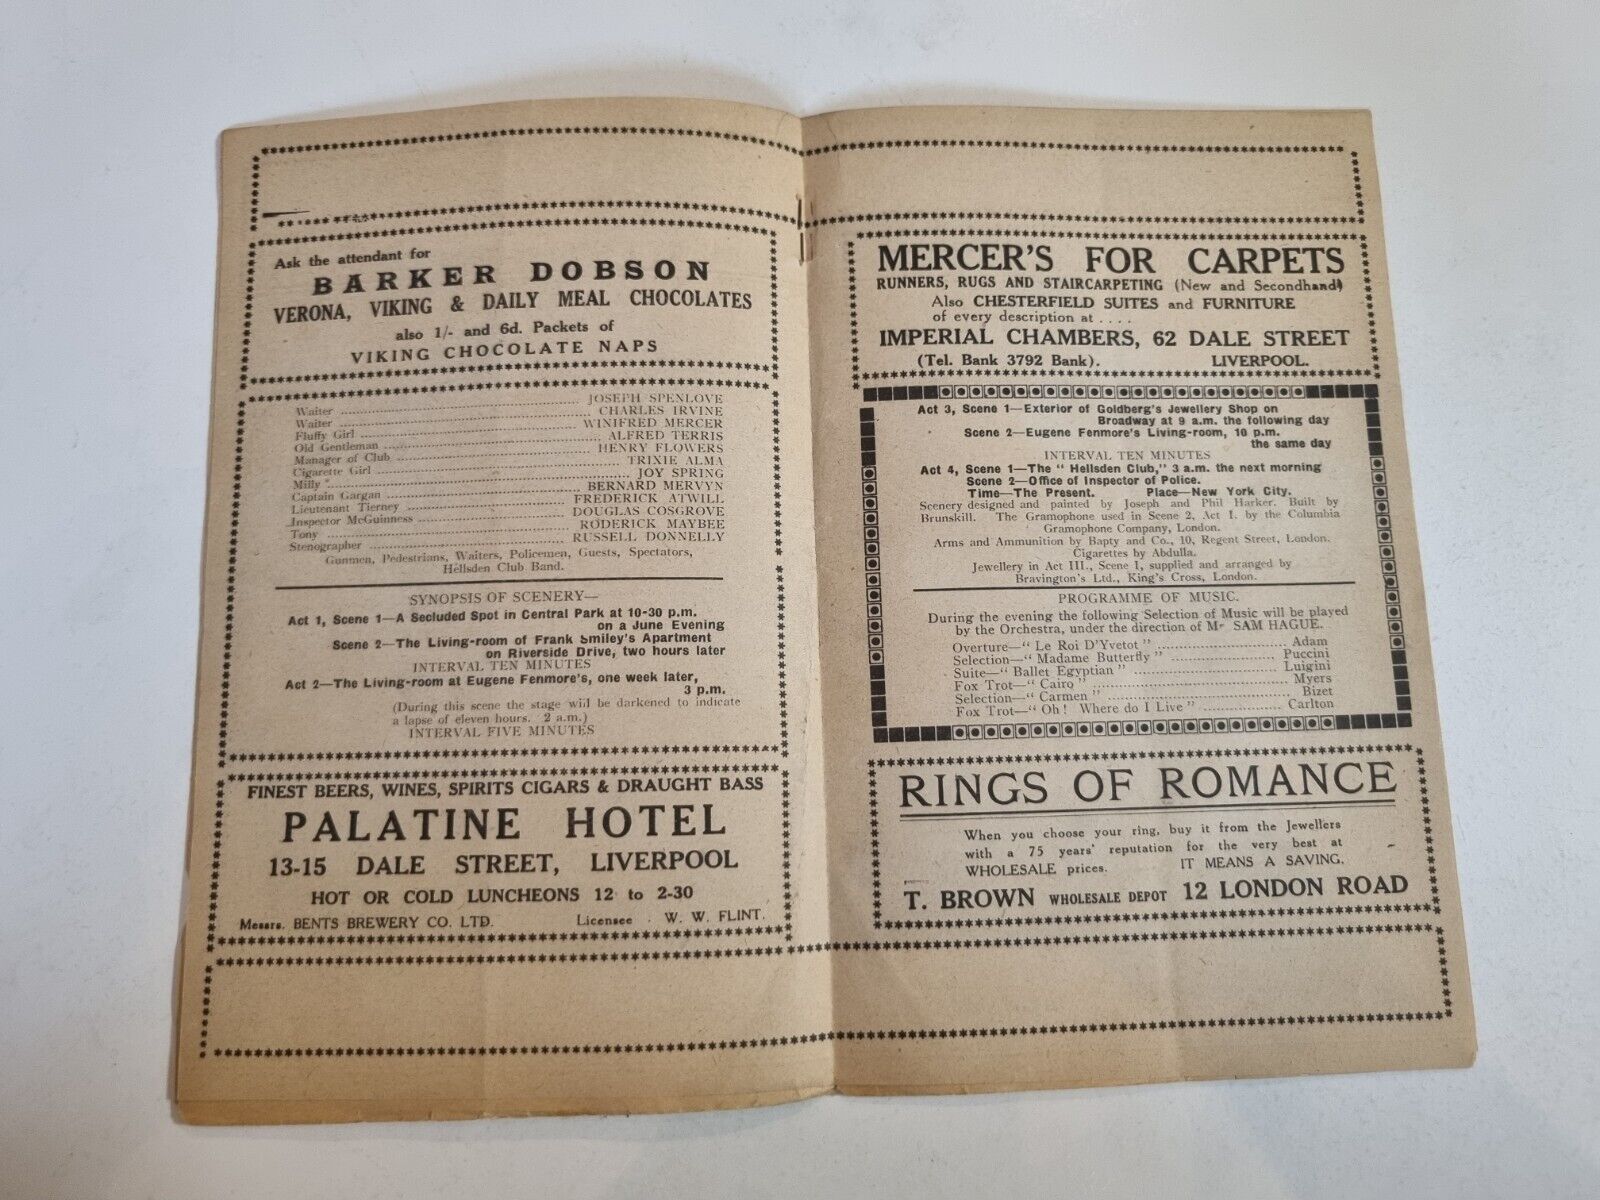 Ask the attendant for
BARKER DOBSON
VERONA, VIKING & DAILY MEAL CHOCOLATES
also 1/- and 6d. Packets of
VIKING CHOCOLATE NAPS
Waiter ... JOSEPH SPENLOVE
Waiter ... CHARLES IRVINE
Fluffy Girl ... WINIFRED MERCER
Old Gentleman ... ALFRED TERRIS
Manager of Club ... HENRY FLOWERS
Cigarette Girl ... TRIXIE ALMA
Milly ... JOY SPRING
Captain Gargan ... BERNARD MERVYN
Lieutenant Tierney ... FREDERICK ATWILL
Inspector McGuinness ... DOUGLAS COSGROVE
Tony ... RODERICK MAYBEE
Stenographer ... RUSSELL DONNELLY
Gunmen, Pedestrians, Waiters, Policemen, Guests, Spectators,
Hellsden Club Band.
SYNOPSIS OF SCENERY—
Act 1, Scene 1—A Secluded Spot in Central Park at 10-30 p.m.
on a June Evening
Scene 2—The Living-room of Frank Smiley's Apartment
on Riverside Drive, two hours later
INTERVAL TEN MINUTES
Act 2—The Living-room at Eugene Fenmore's, one week later,
3 p.m.
(During this scene the stage will be darkened to indicate
a lapse of eleven hours. 2 a.m.)
INTERVAL FIVE MINUTES
FINEST BEERS, WINES, SPIRITS CIGARS & DRAUGHT BASS
PALATINE HOTEL
13-15 DALE STREET, LIVERPOOL
HOT OR COLD LUNCHEONS 12 to 2-30
Messrs. BENTS BREWERY CO. LTD. Licensee . W. W. FLINT.
MERCER'S FOR CARPETS
RUNNERS, RUGS AND STAIRCARPETING (New and Secondhand)
Also CHESTERFIELD SUITES and FURNITURE
of every description at . . . .
IMPERIAL CHAMBERS, 62 DALE STREET
(Tel. Bank 3792 Bank). LIVERPOOL.
Act 3, Scene 1—Exterior of Goldberg's Jewellery Shop on
Broadway at 9 a.m. the following day
Scene 2—Eugene Fenmore's Living-room, 10 p.m.
the same day
INTERVAL TEN MINUTES
Act 4, Scene 1—The "Hellsden Club," 3 a.m. the next morning
Scene 2—Office of Inspector of Police.
Time—The Present. Place—New York City.
Scenery designed and painted by Joseph and Phil Harker. Built by
Brunskill. The Gramophone used in Scene 2, Act I. by the Columbia
Gramophone Company, London.
Arms and Ammunition by Bapty and Co., 10, Regent Street, London.
Cigarettes by Abdulla.
Jewellery in Act III., Scene 1, supplied and arranged by
Bravington's Ltd., King's Cross, London.
PROGRAMME OF MUSIC.
During the evening the following Selection of Music will be played
by the Orchestra, under the direction of Mr SAM HAGUE.
Overture—" Le Roi D'Yvetot " ... Adam
Selection—" Madame Butterfly " ... Puccini
Suite—" Ballet Egyptian " ... Luigini
Fox Trot—" Cairo " ... Myers
Selection—" Carmen " ... Bizet
Fox Trot—" Oh! Where do I Live " ... Carlton
RINGS OF ROMANCE
When you choose your ring, buy it from the Jewellers
with a 75 years' reputation for the very best at
WHOLESALE prices. IT MEANS A SAVING.
T. BROWN WHOLESALE DEPOT 12 LONDON ROAD